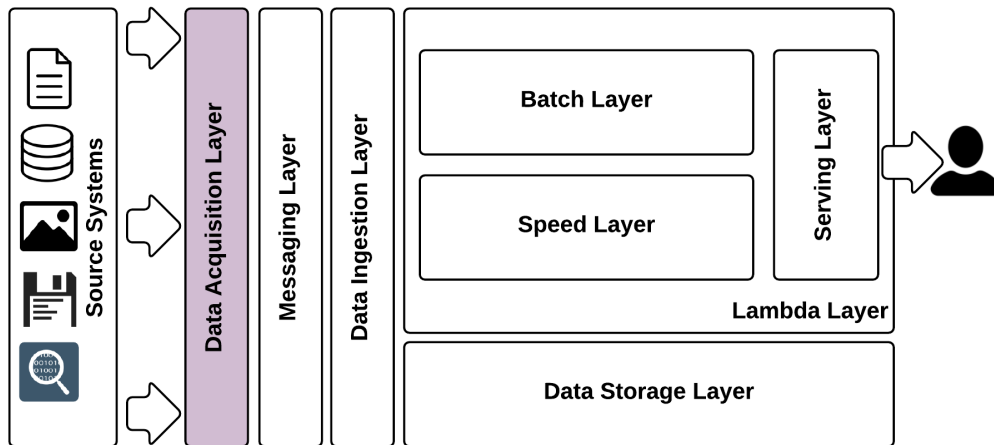 Source Systems
Data Acquisition Layer
Messaging Layer
Data Ingestion Layer
Batch Layer
Speed Layer
Serving Layer
Lambda Layer
Data Storage Layer